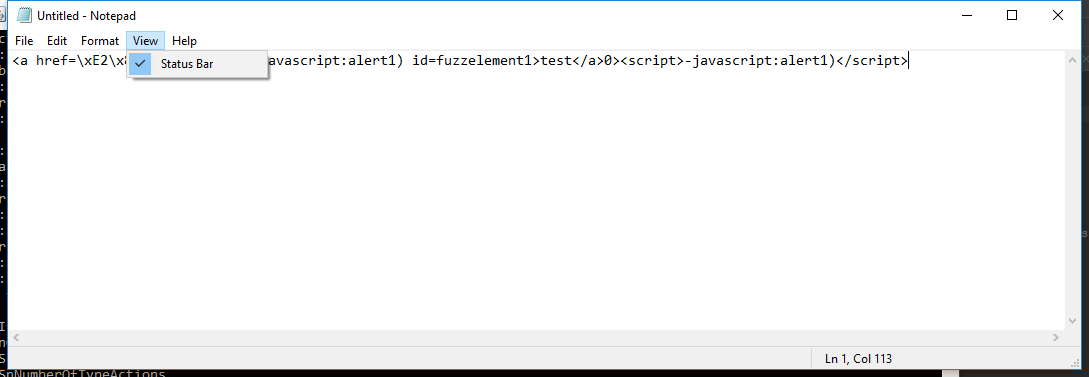 Untitled - Notepad
File Edit Format View Help
<a href=\xE2\x
avascript:alert1) id=fuzzelement1>test</a>0><script>-javascript:alert1)</script>
Status Bar
Ln 1, Col 113
SnNumberOfTypeActions